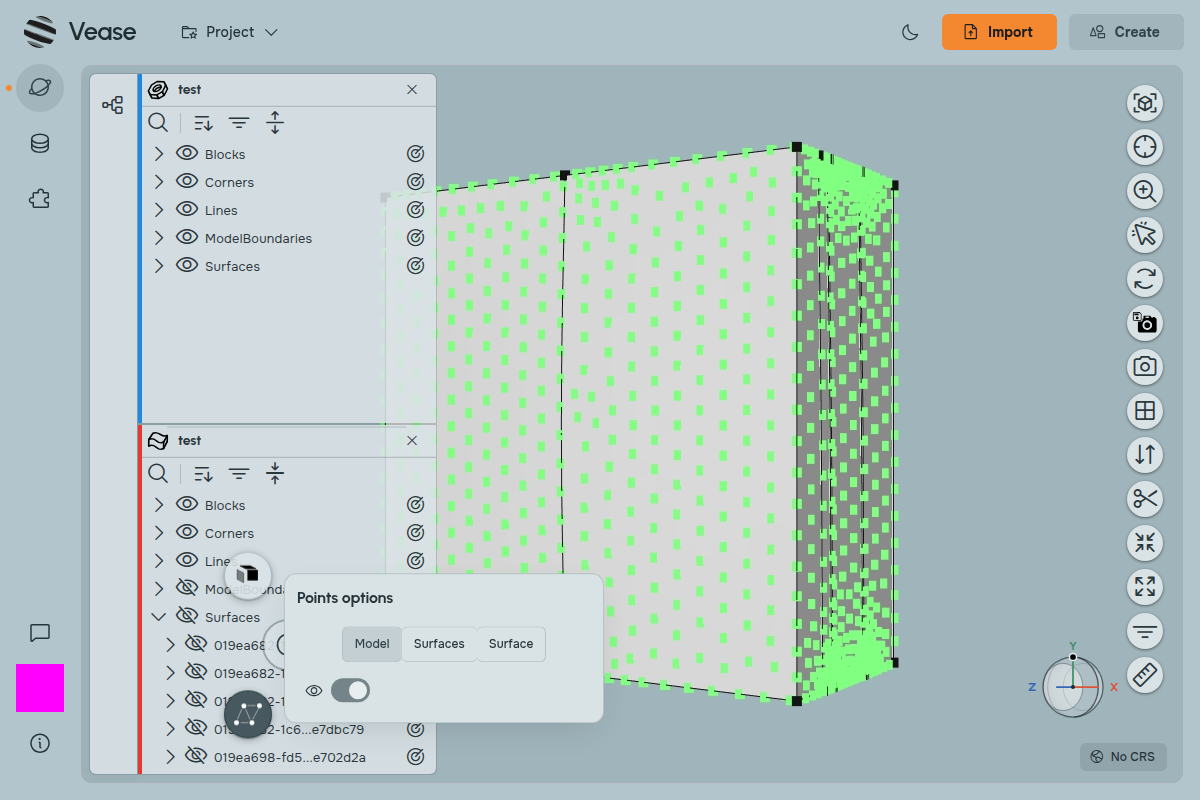 Vease
Project
Import
Create
test
Blocks
Corners
Lines
ModelBoundaries
Surfaces
test
Blocks
Corners
Lines
Surfaces
Points options
Model
Surfaces
Surface
019ea698-fd5...e702d2a
Y
Z
X
No CRS